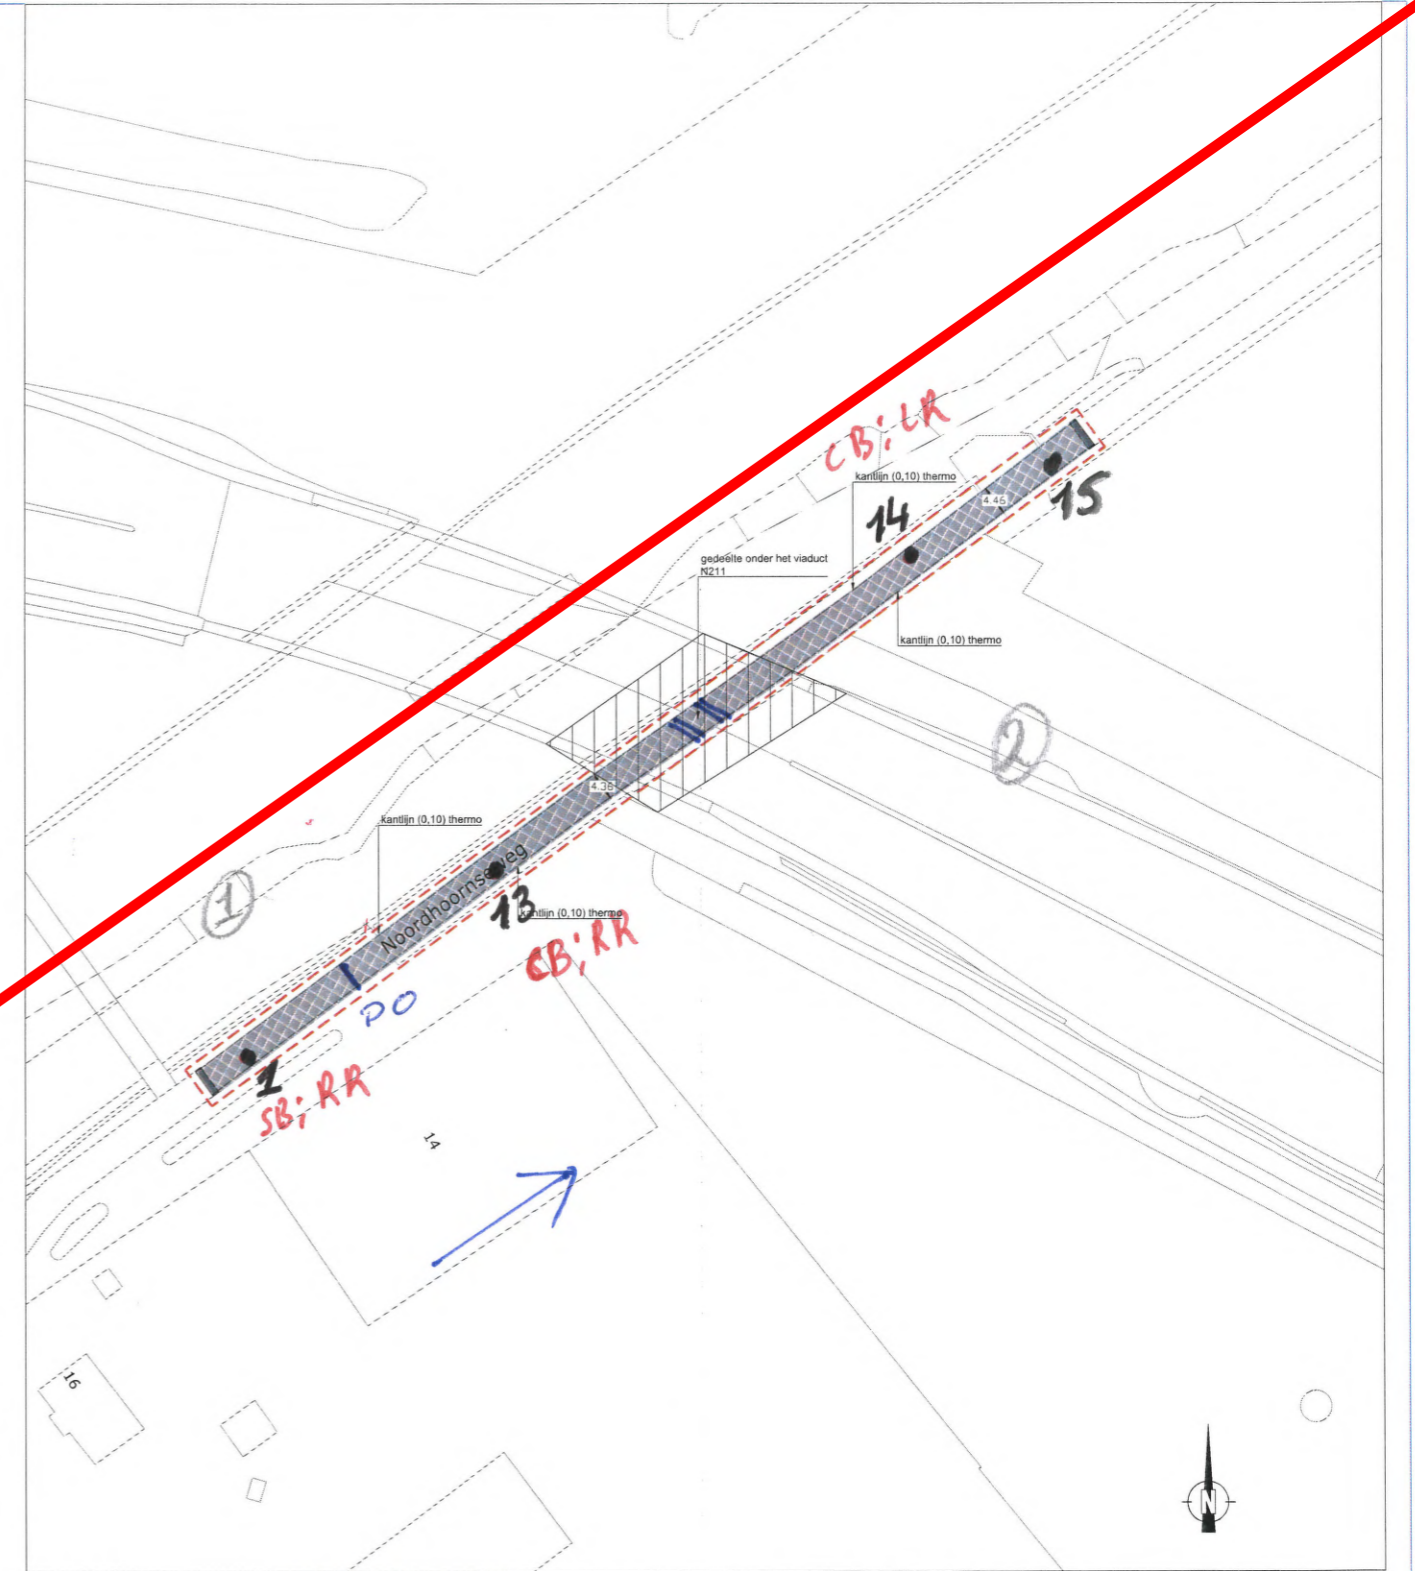 CB; LR
kantlijn (0,10) thermo
4.46
15
14
gedeelte onder het viaduct
N211
kantlijn (0,10) thermo
2
4.36
kantlijn (0,10) thermo
1
Noordhoornseweg
13
kantlijn (0,10) thermo
CB; RR
PO
1
SB; RR
14
16
N